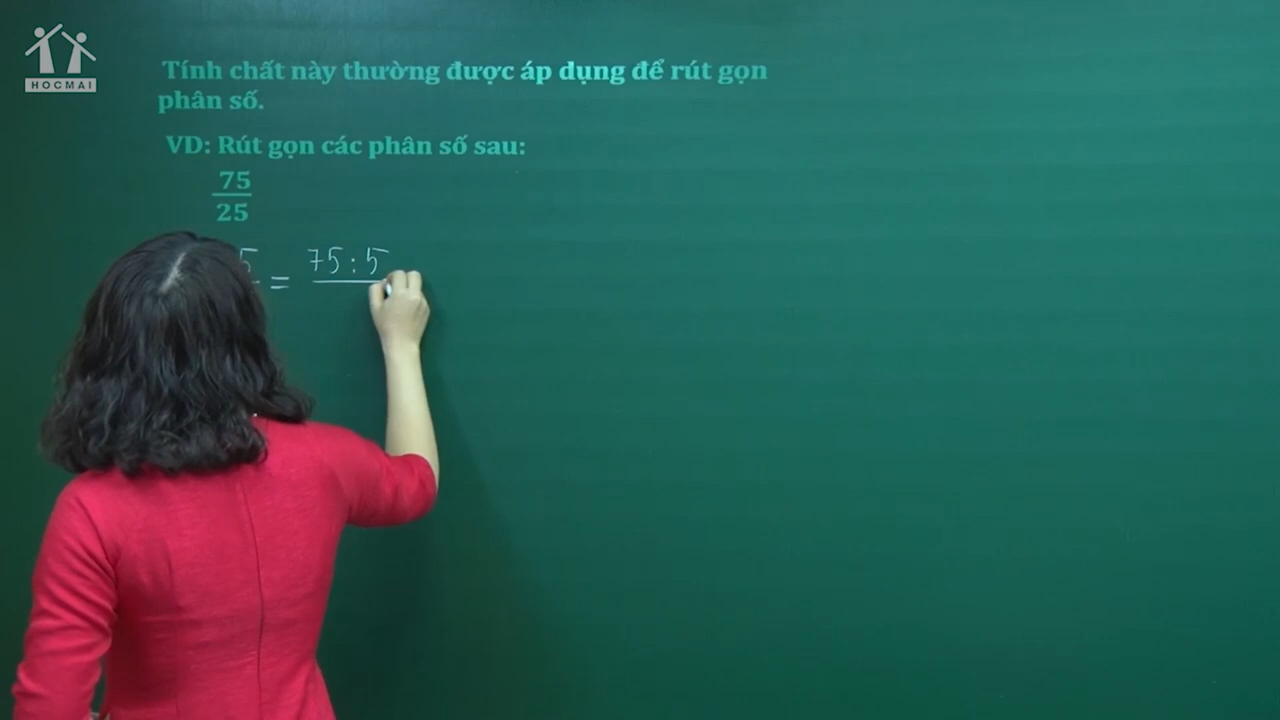 HOCMAI
Tính chất này thường được áp dụng để rút gọn
phân số.
VD: Rút gọn các phân số sau:
75
25
5 = 75 : 5